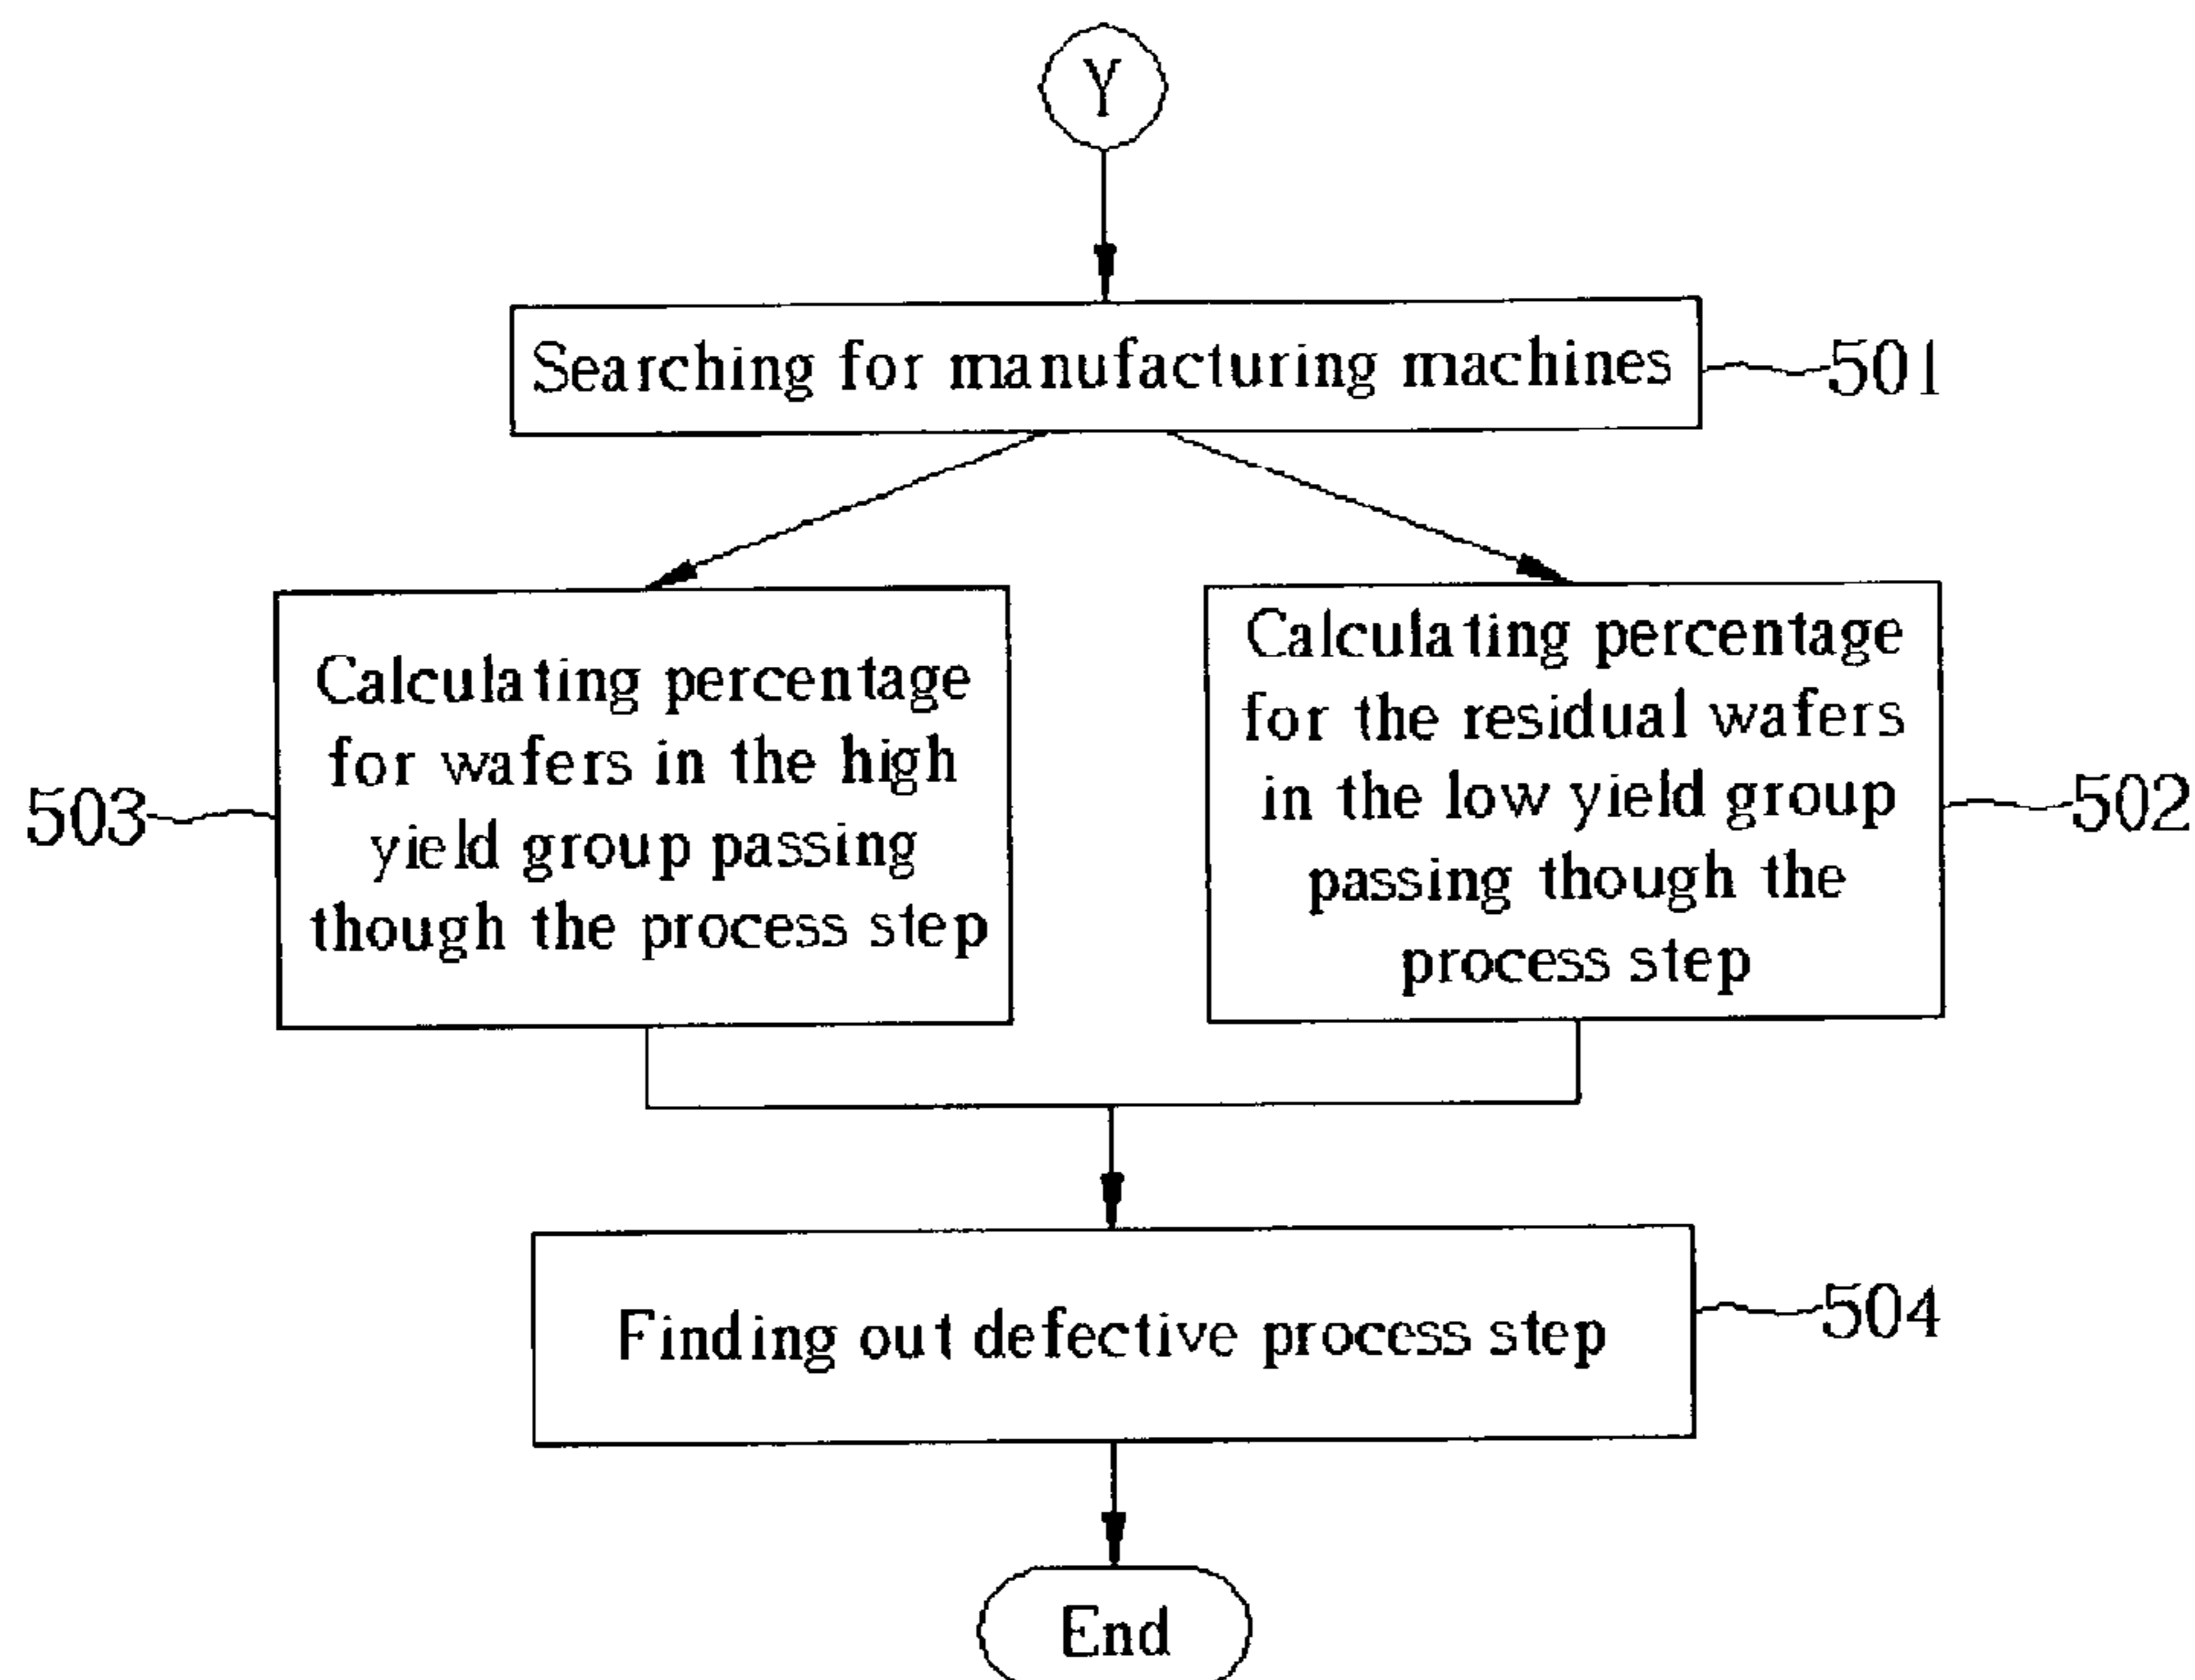 Y
Searching for manufacturing machines
501
Calculating percentage
for wafers in the high
yield group passing
though the process step
503
Calculating percentage
for the residual wafers
in the low yield group
passing though the
process step
502
Finding out defective process step
504
End